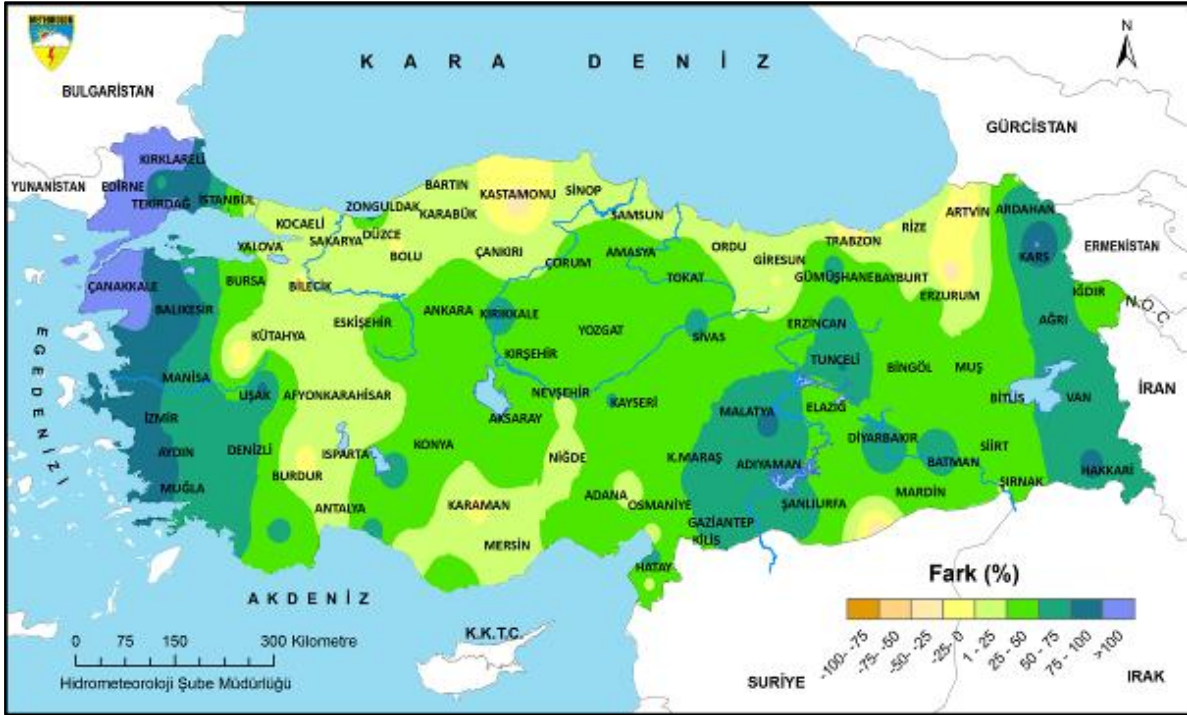 METEOROLOJİ
N
K A R A D E N İ Z
BULGARİSTAN
GÜRCİSTAN
YUNANİSTAN
ERMENİSTAN
N.Ö.C.
İRAN
IRAK
SURİYE
K.K.T.C.
E G E D E N İ Z İ
A K D E N İ Z
KIRKLARELİ
EDİRNE
TEKİRDAĞ
İSTANBUL
KOCAELİ
YALOVA
SAKARYA
DÜZCE
ZONGULDAK
BARTIN
KARABÜK
KASTAMONU
SİNOP
SAMSUN
BOLU
ÇANKIRI
ÇORUM
AMASYA
TOKAT
ORDU
GİRESUN
TRABZON
RİZE
ARTVİN
ARDAHAN
KARS
GÜMÜŞHANE
BAYBURT
ERZURUM
IĞDIR
AĞRI
ÇANAKKALE
BALIKESİR
BURSA
BİLECİK
ESKİŞEHİR
KÜTAHYA
ANKARA
KIRIKKALE
YOZGAT
SİVAS
ERZİNCAN
TUNCELİ
BİNGÖL
MUŞ
KIRŞEHİR
NEVŞEHİR
KAYSERİ
MANİSA
UŞAK
AFYONKARAHİSAR
AKSARAY
MALATYA
ELAZIĞ
BİTLİS
VAN
İZMİR
AYDIN
DENİZLİ
ISPARTA
KONYA
NİĞDE
K.MARAŞ
ADIYAMAN
DİYARBAKIR
BATMAN
SİİRT
HAKKARİ
MUĞLA
BURDUR
ANTALYA
KARAMAN
MERSİN
ADANA
OSMANİYE
GAZİANTEP
KİLİS
ŞANLIURFA
MARDİN
ŞIRNAK
HATAY
0 75 150 300 Kilometre
Hidrometeoroloji Şube Müdürlüğü
Fark (%)
-100- -75
-75--50
-50--25
-25-0
1 - 25
25 - 50
50 - 75
75 - 100
>100